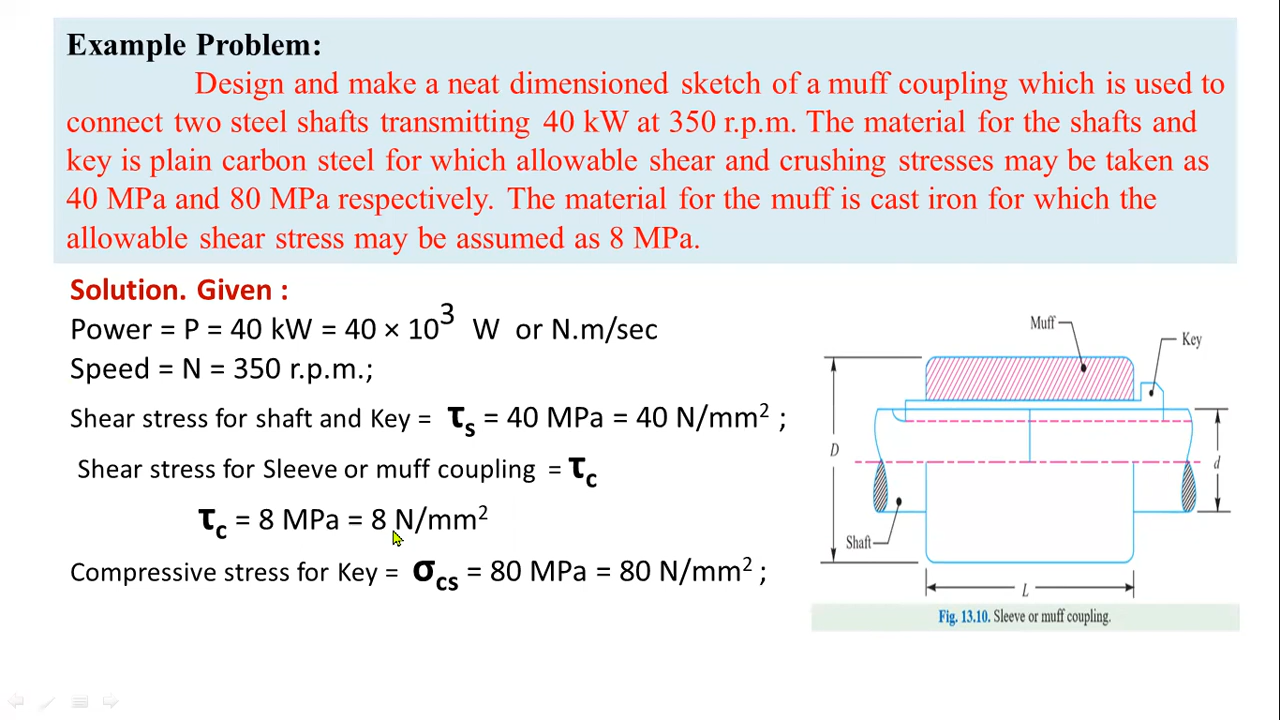 Example Problem:
Design and make a neat dimensioned sketch of a muff coupling which is used to
connect two steel shafts transmitting 40 kW at 350 r.p.m. The material for the shafts and
key is plain carbon steel for which allowable shear and crushing stresses may be taken as
40 MPa and 80 MPa respectively. The material for the muff is cast iron for which the
allowable shear stress may be assumed as 8 MPa.
Solution. Given :
Power = P = 40 kW = 40 × 10³ W or N.m/sec
Speed = N = 350 r.p.m.;
Shear stress for shaft and Key = τs = 40 MPa = 40 N/mm² ;
Shear stress for Sleeve or muff coupling = τc
τc = 8 MPa = 8 N/mm²
Compressive stress for Key = σcs = 80 MPa = 80 N/mm² ;
Muff
Key
D
d
Shaft
L
Fig. 13.10. Sleeve or muff coupling.